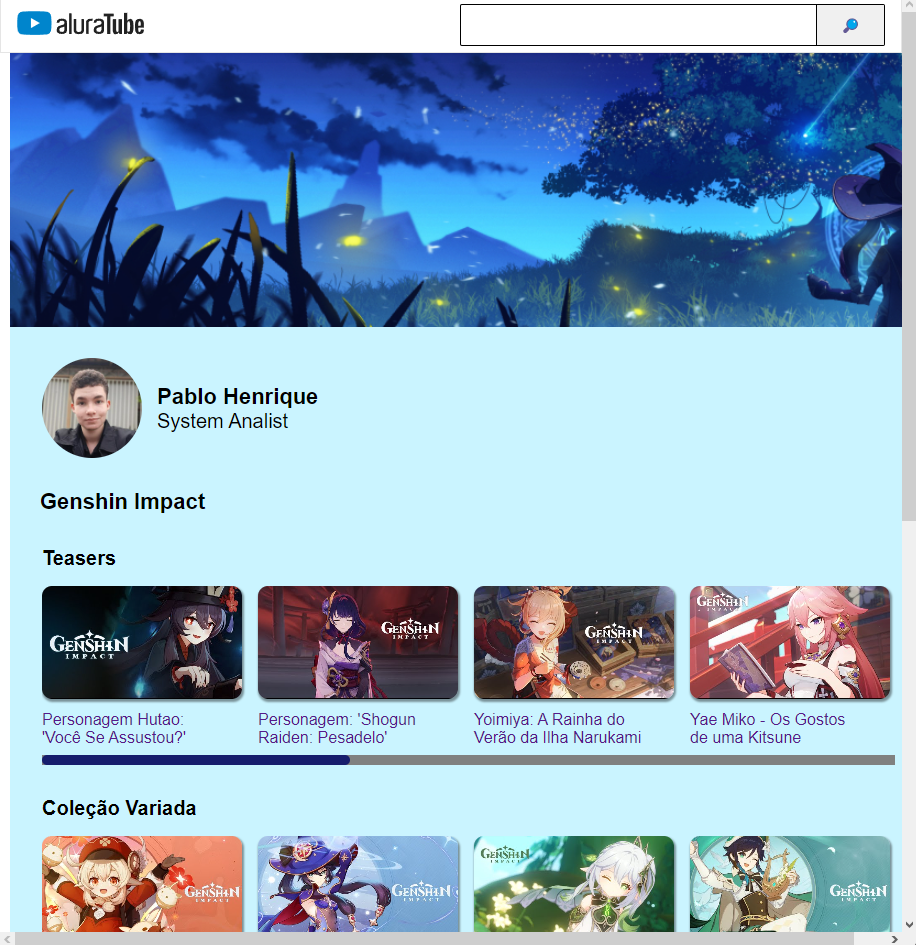 aluraTube
Pablo Henrique
System Analist
Genshin Impact
Teasers
GENSHIN
IMPACT
GENSHIN
IMPACT
GENSHIN
IMPACT
GENSHIN
IMPACT
Personagem Hutao:
'Você Se Assustou?'
Personagem: 'Shogun
Raiden: Pesadelo'
Yoimiya: A Rainha do
Verão da Ilha Narukami
Yae Miko - Os Gostos
de uma Kitsune
Coleção Variada
GENSHIN
IMPACT
GENSHIN
IMPACT
GENSHIN
IMPACT
GENSHIN
IMPACT